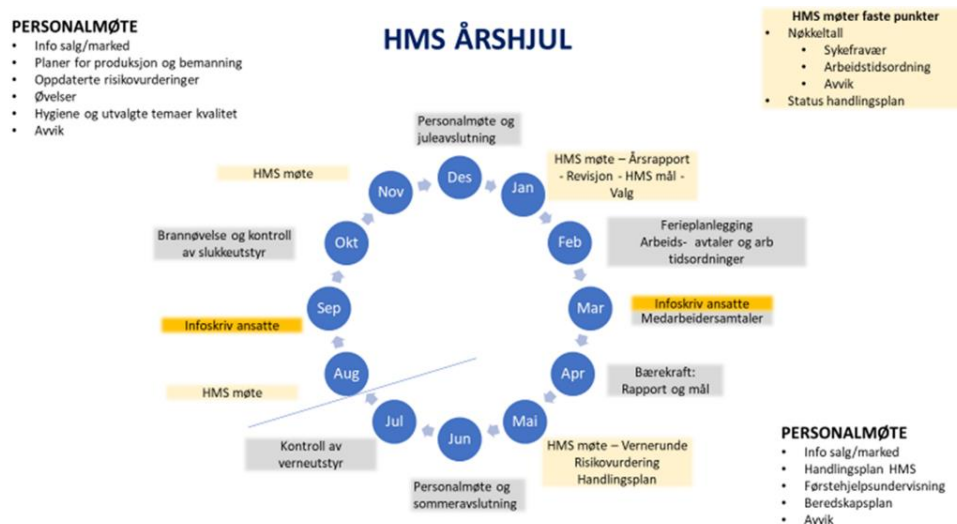 PERSONALMØTE
• Info salg/marked
• Planer for produksjon og bemanning
• Oppdaterte risikovurderinger
• Øvelser
• Hygiene og utvalgte temaer kvalitet
• Avvik
HMS ÅRSHJUL
HMS møter faste punkter
• Nøkkeltall
• Sykefravær
• Arbeidstidsordning
• Avvik
• Status handlingsplan
Personalmøte og
juleavslutning
Des
HMS møte – Årsrapport
- Revisjon - HMS mål -
Valg
Jan
Ferieplanlegging
Arbeids- avtaler og arb
tidsordninger
Feb
Infoskriv ansatte
Medarbeidersamtaler
Mar
Bærekraft:
Rapport og mål
Apr
HMS møte – Vernerunde
Risikovurdering
Handlingsplan
Mai
Personalmøte og
sommeravslutning
Jun
Kontroll av
verneutstyr
Jul
HMS møte
Aug
Infoskriv ansatte
Sep
Brannøvelse og kontroll
av slukkeutstyr
Okt
HMS møte
Nov
PERSONALMØTE
• Info salg/marked
• Handlingsplan HMS
• Førstehjelpsundervisning
• Beredskapsplan
• Avvik